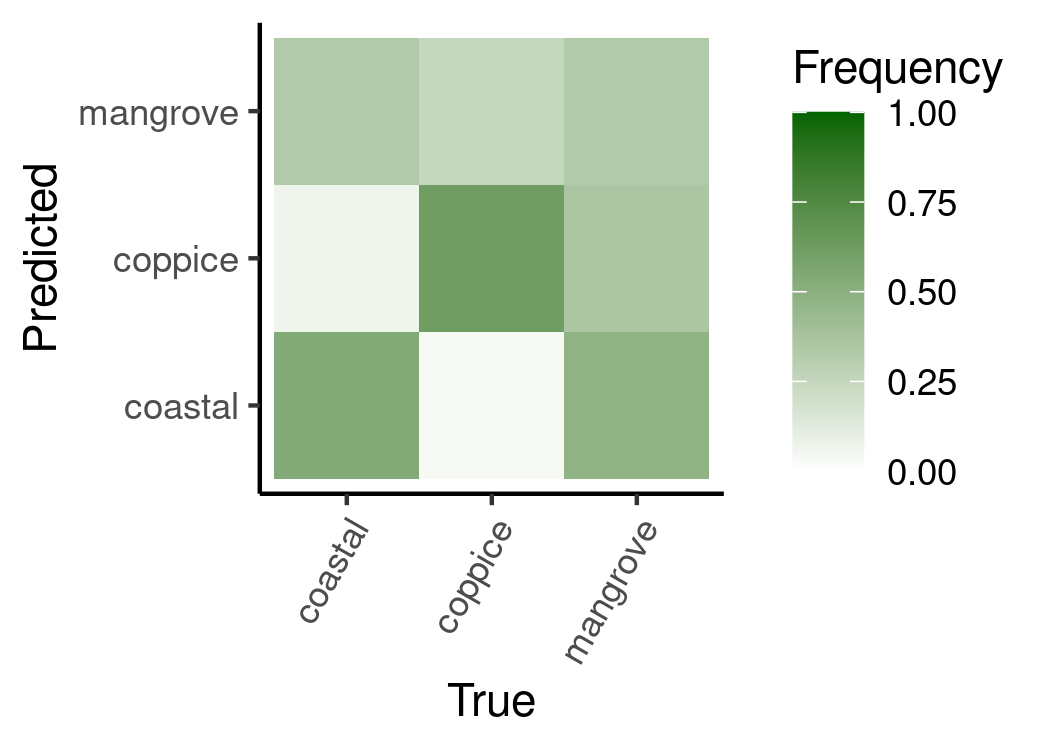 Frequency
1.00
0.75
0.50
0.25
0.00
Predicted
mangrove
coppice
coastal
coastal
coppice
mangrove
True